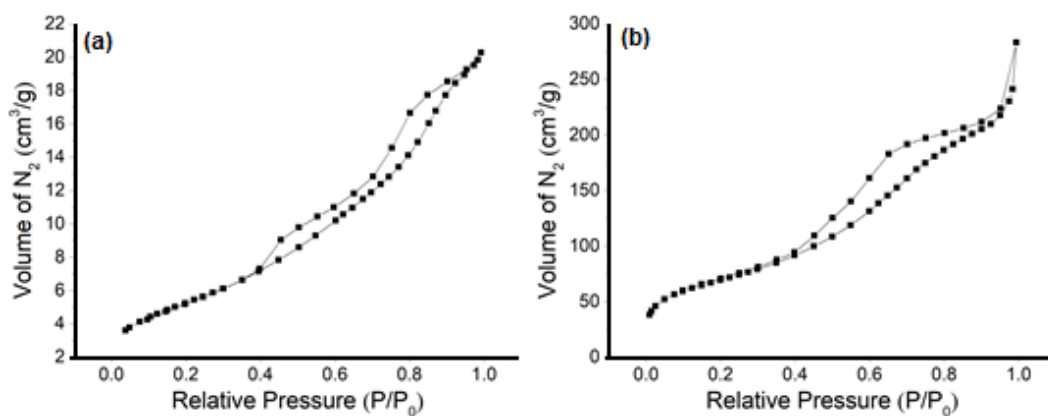 (a)
Volume of N₂ (cm³/g)
22
20
18
16
14
12
10
8
6
4
2
0.0 0.2 0.4 0.6 0.8 1.0
Relative Pressure (P/P₀)
(b)
Volume of N₂ (cm³/g)
300
250
200
150
100
50
0
0.0 0.2 0.4 0.6 0.8 1.0
Relative Pressure (P/P₀)